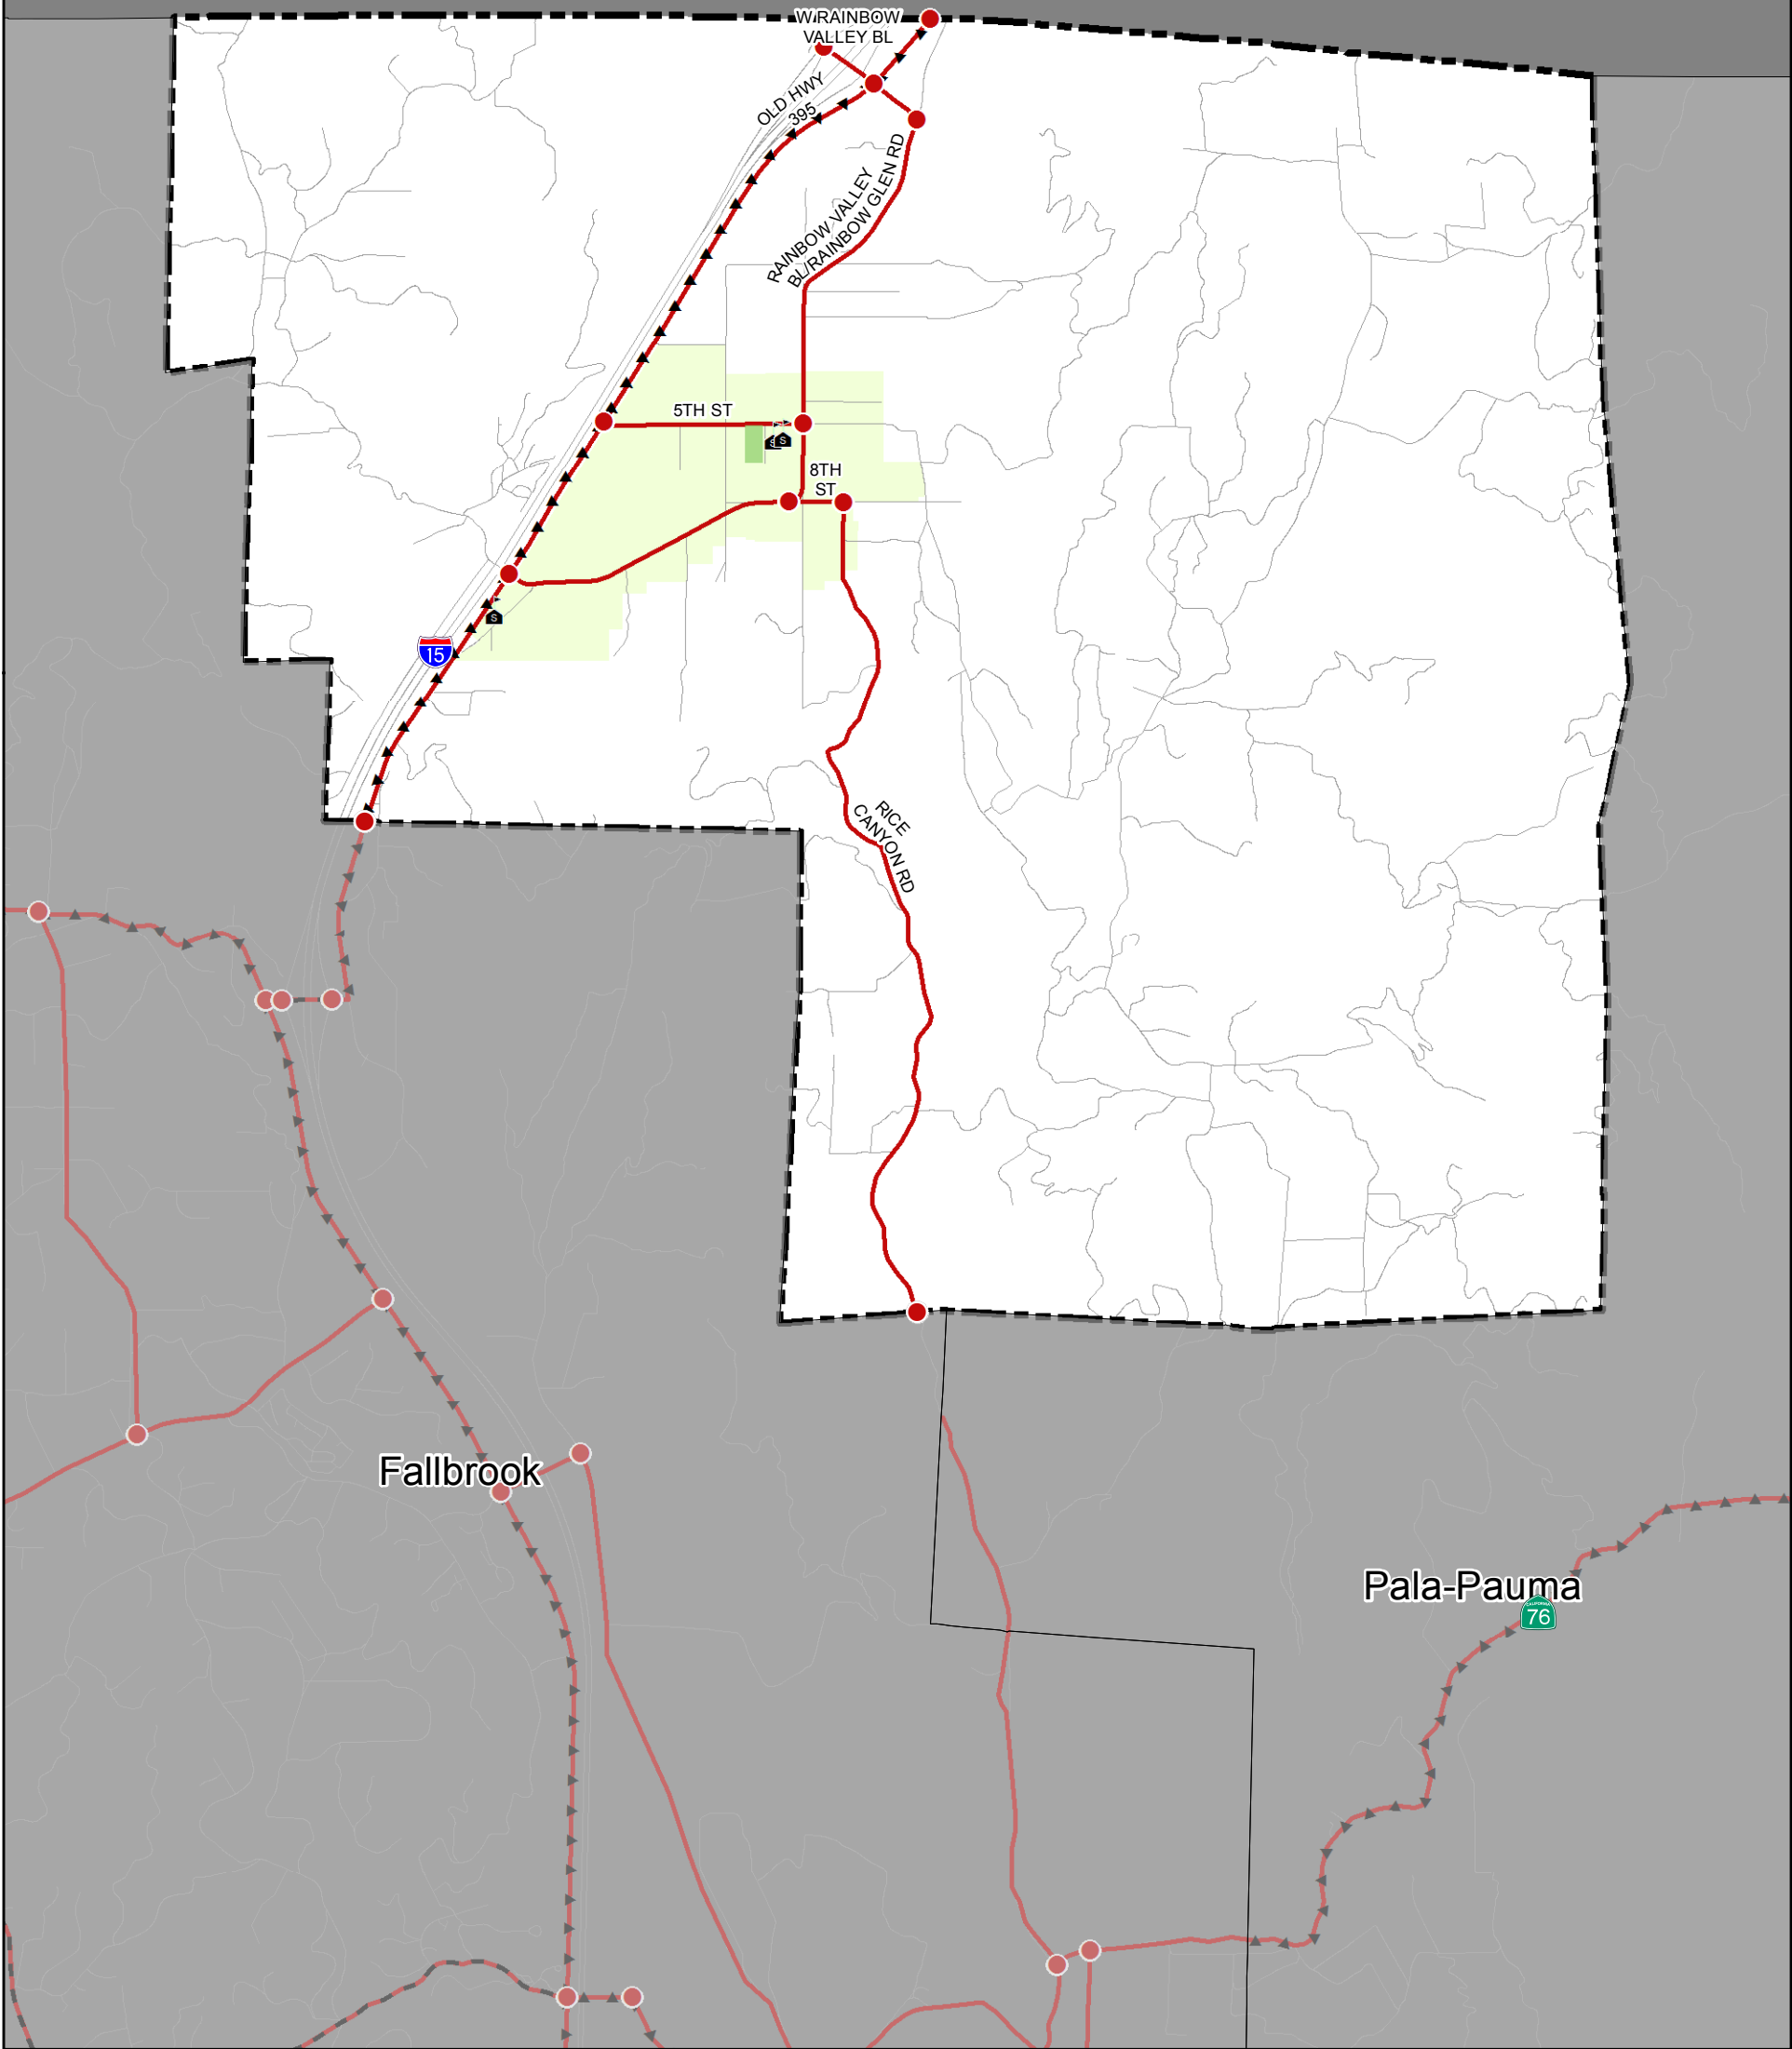 W RAINBOW
VALLEY BL
OLD HWY
395
RAINBOW VALLEY
BL/RAINBOW GLEN RD
5TH ST
S
S
8TH
ST
S
15
RICE
CANYON RD
Fallbrook
Pala-Pauma
CALIFORNIA
76